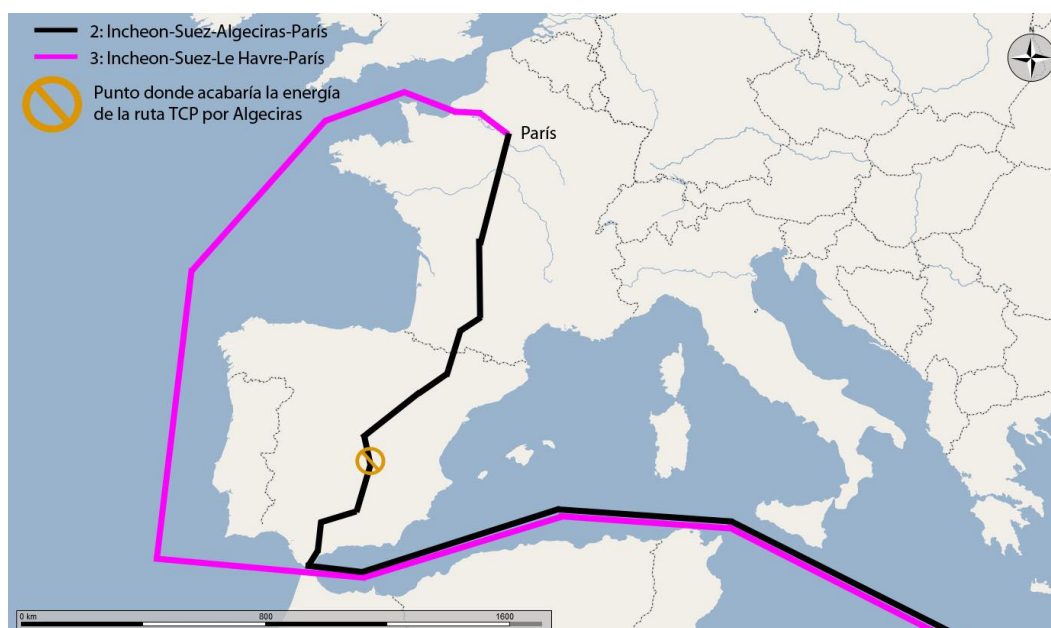 2: Incheon-Suez-Algeciras-París
3: Incheon-Suez-Le Havre-París
Punto donde acabaría la energía
de la ruta TCP por Algeciras
París
N
0 km 800 1600